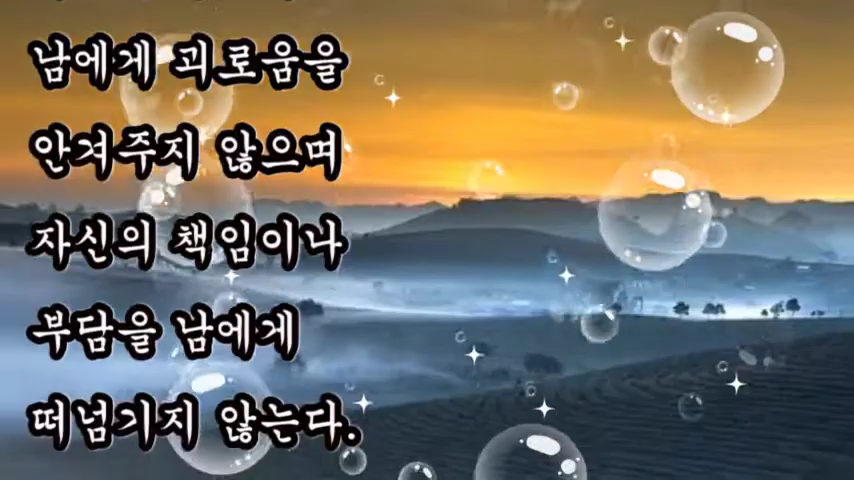 남에게 괴로움을
안겨주지 않으며
자신의 책임이나
부담을 남에게
떠넘기지 않는다.